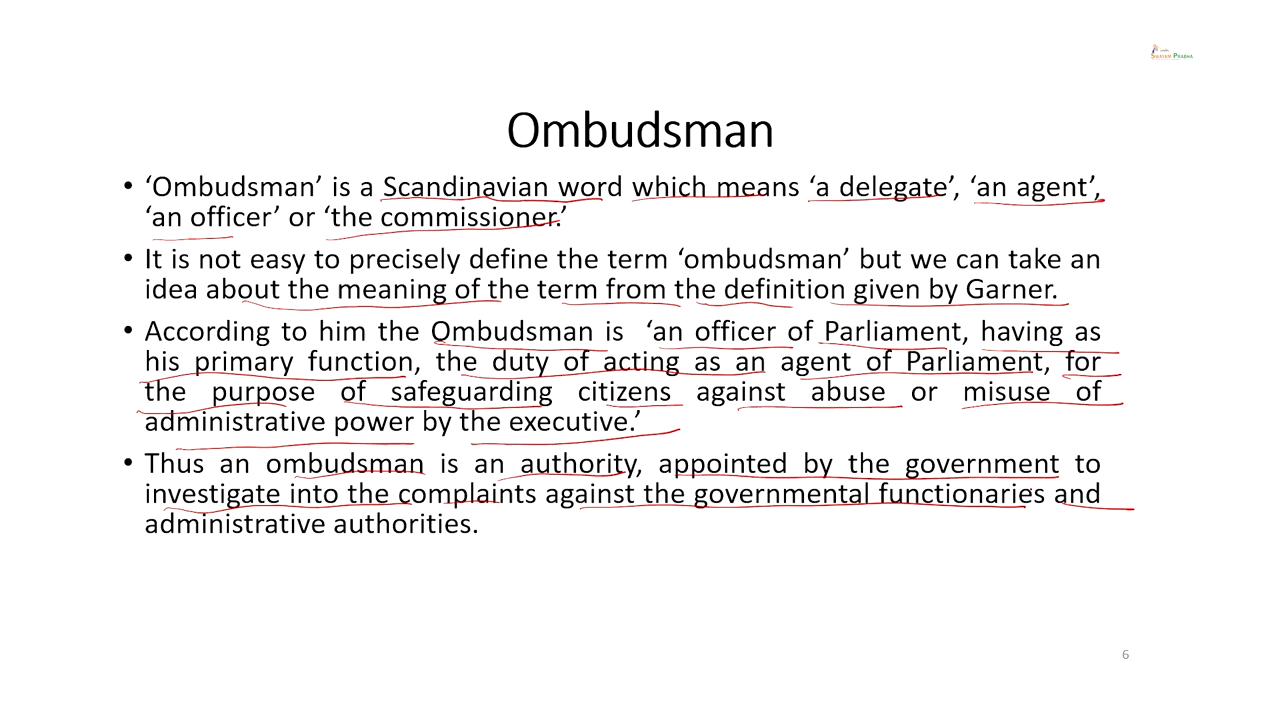 SWAYAM PRABHA
Ombudsman
• ‘Ombudsman’ is a Scandinavian word which means ‘a delegate’, ‘an agent’,
‘an officer’ or ‘the commissioner.’
• It is not easy to precisely define the term ‘ombudsman’ but we can take an
idea about the meaning of the term from the definition given by Garner.
• According to him the Ombudsman is ‘an officer of Parliament, having as
his primary function, the duty of acting as an agent of Parliament, for
the purpose of safeguarding citizens against abuse or misuse of
administrative power by the executive.’
• Thus an ombudsman is an authority, appointed by the government to
investigate into the complaints against the governmental functionaries and
administrative authorities.
6